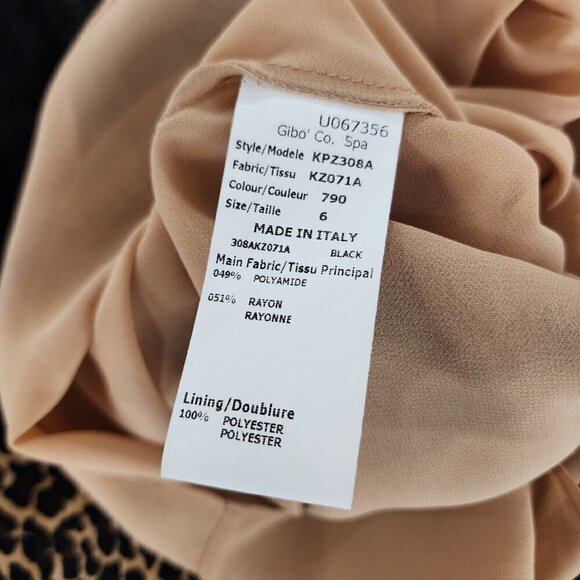 U067356
Gibo' Co. Spa
Style/Modele KPZ308A
Fabric/Tissu KZ071A
Colour/Couleur 790
Size/Taille 6
MADE IN ITALY
308AKZ071A BLACK
Main Fabric/Tissu Principal
049% POLYAMIDE
051% RAYON
RAYONNE
Lining/Doublure
100% POLYESTER
POLYESTER